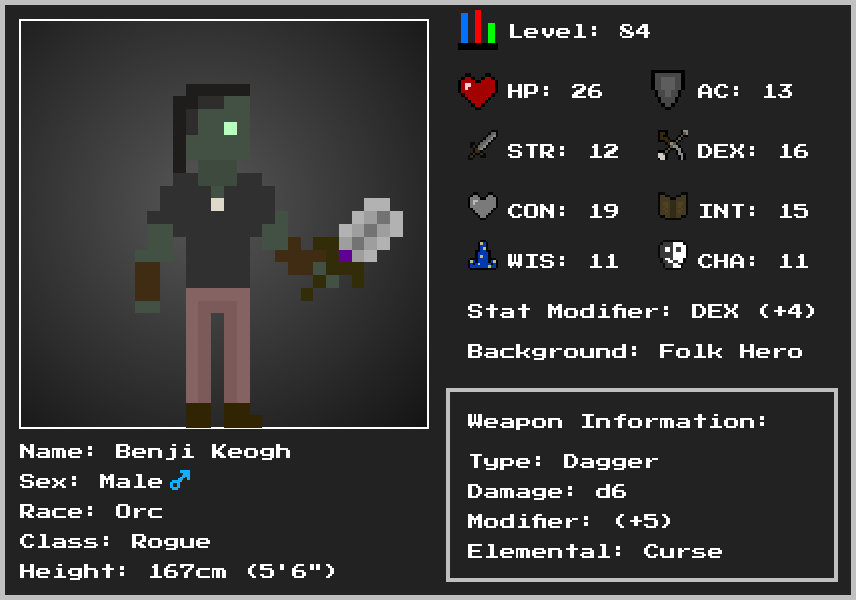 Level: 84
HP: 26
AC: 13
STR: 12
DEX: 16
CON: 19
INT: 15
WIS: 11
CHA: 11
Stat Modifier: DEX (+4)
Background: Folk Hero
Weapon Information:
Type: Dagger
Damage: d6
Modifier: (+5)
Elemental: Curse
Name: Benji Keogh
Sex: Male ♂
Race: Orc
Class: Rogue
Height: 167cm (5'6")